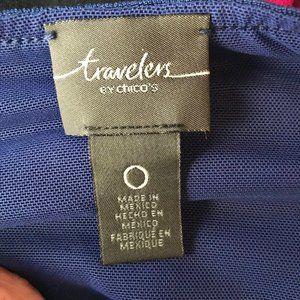 travelers
BY CHICO'S
0
MADE IN
MEXICO
HECHO EN
MÉXICO
FABRIQUÉ EN
MEXIQUE